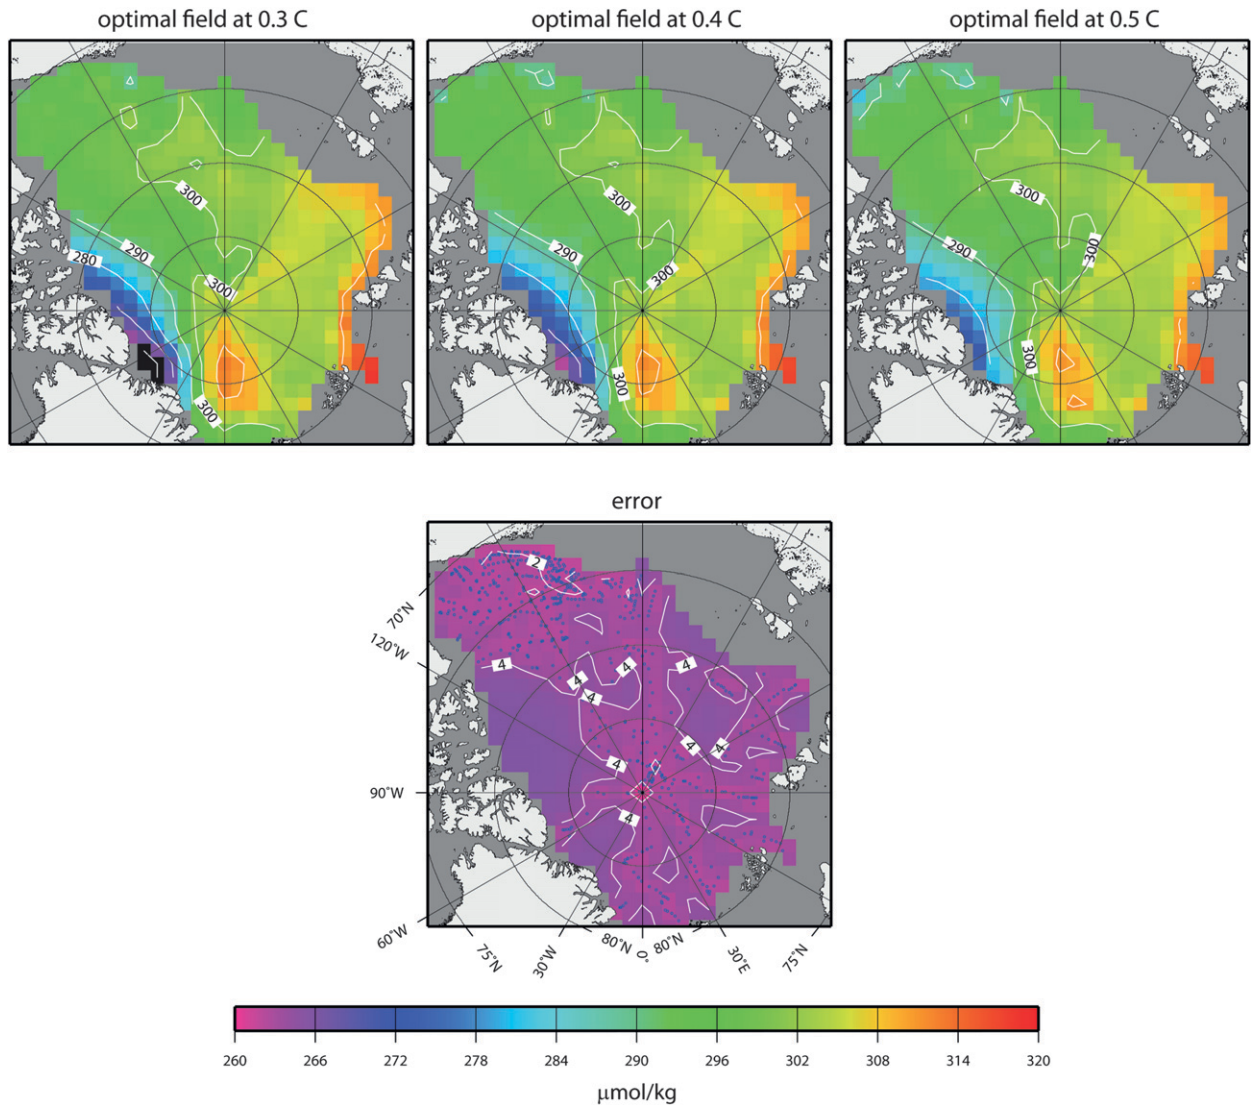 optimal field at 0.3 C
optimal field at 0.4 C
optimal field at 0.5 C
300
290
280
300
300
300
290
300
300
300
290
300
300
error
2
4
4
4
4
4
4
4
4
4
70°N
120°W
90°W
60°W
75°N
30°W
80°N
0°
80°N
30°E
75°N
260
266
272
278
284
290
296
302
308
314
320
µmol/kg